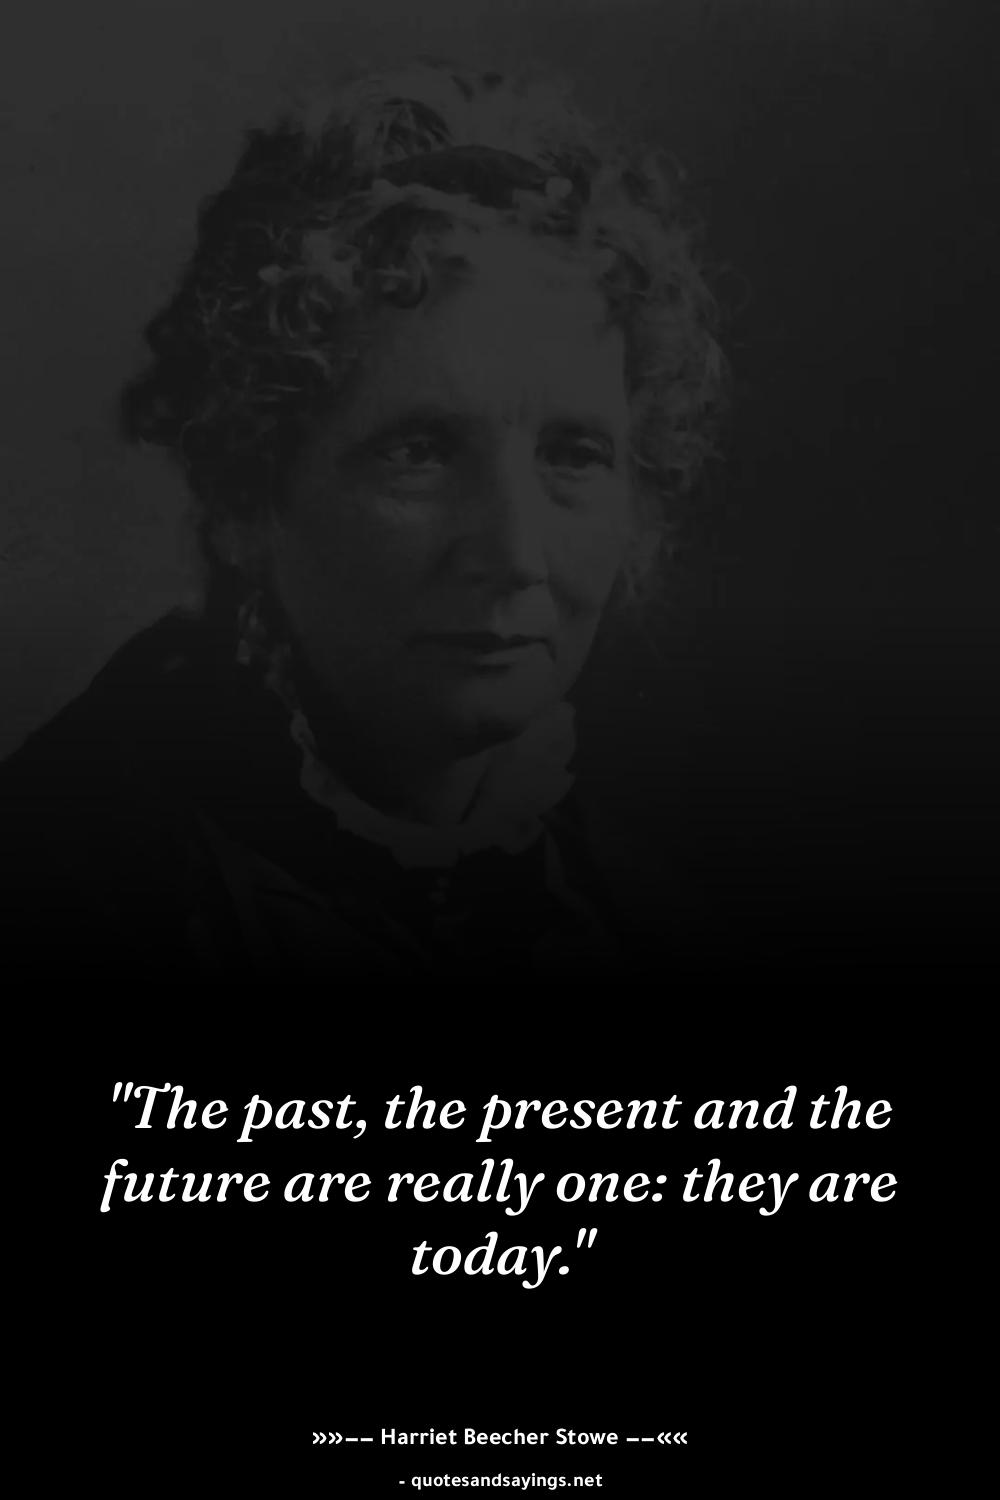 "The past, the present and the
future are really one: they are
today."
»»–– Harriet Beecher Stowe ––««
- quotesandsayings.net